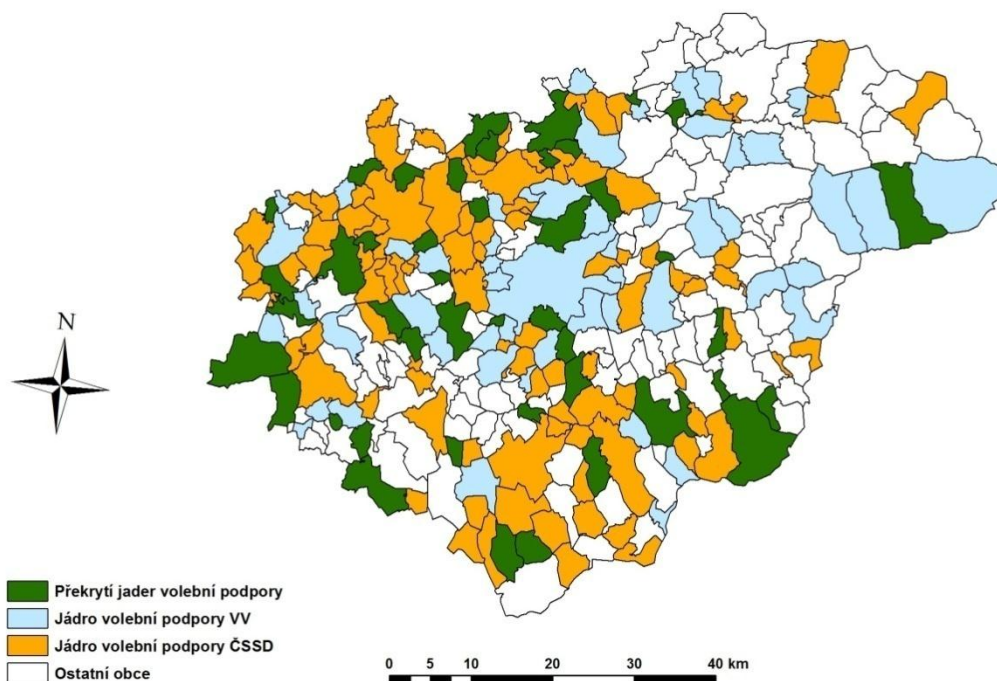 N
Překrytí jader volební podpory
Jádro volební podpory VV
Jádro volební podpory ČSSD
Ostatní obce
0 5 10 20 30 40 km